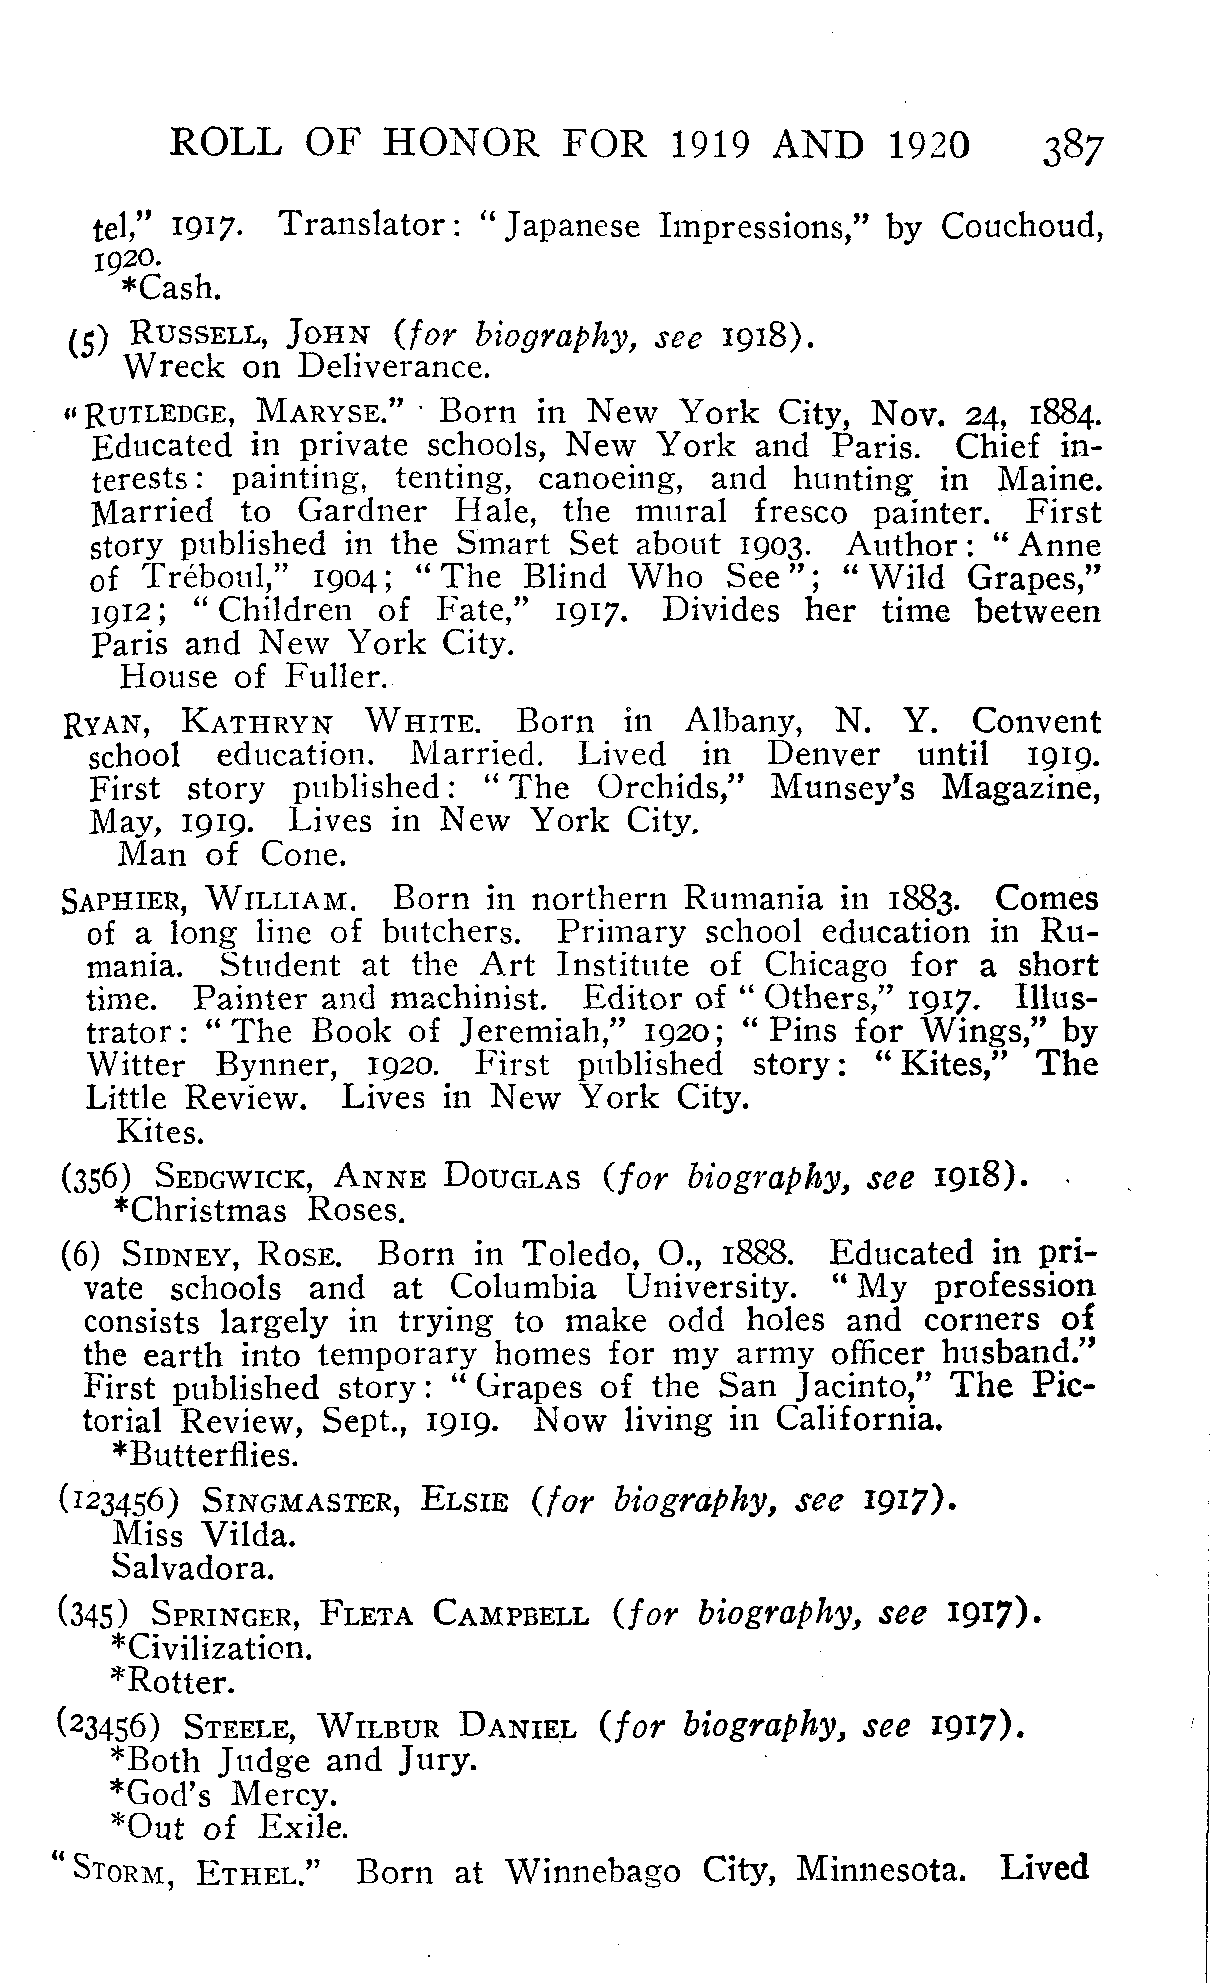 ROLL OF HONOR FOR 1919 AND 1920 387
tel," 1917. Translator: "Japanese Impressions," by Couchoud,
1920.
*Cash.
(5) RUSSELL, JOHN (for biography, see 1918).
Wreck on Deliverance.
"RUTLEDGE, MARYSE." Born in New York City, Nov. 24, 1884.
Educated in private schools, New York and Paris. Chief in-
terests: painting, tenting, canoeing, and hunting in Maine.
Married to Gardner Hale, the mural fresco painter. First
story published in the Smart Set about 1903. Author: "Anne
of Tréboul," 1904; "The Blind Who See"; "Wild Grapes,"
1912; "Children of Fate," 1917. Divides her time between
Paris and New York City.
House of Fuller.
RYAN, KATHRYN WHITE. Born in Albany, N. Y. Convent
school education. Married. Lived in Denver until 1919.
First story published: "The Orchids," Munsey's Magazine,
May, 1919. Lives in New York City.
Man of Cone.
SAPHIER, WILLIAM. Born in northern Rumania in 1883. Comes
of a long line of butchers. Primary school education in Ru-
mania. Student at the Art Institute of Chicago for a short
time. Painter and machinist. Editor of "Others," 1917. Illus-
trator: "The Book of Jeremiah," 1920; "Pins for Wings," by
Witter Bynner, 1920. First published story: "Kites," The
Little Review. Lives in New York City.
Kites.
(356) SEDGWICK, ANNE DOUGLAS (for biography, see 1918).
*Christmas Roses.
(6) SIDNEY, ROSE. Born in Toledo, O., 1888. Educated in pri-
vate schools and at Columbia University. "My profession
consists largely in trying to make odd holes and corners of
the earth into temporary homes for my army officer husband."
First published story: "Grapes of the San Jacinto," The Pic-
torial Review, Sept., 1919. Now living in California.
*Butterflies.
(123456) SINGMASTER, ELSIE (for biography, see 1917).
Miss Vilda.
Salvadora.
(345) SPRINGER, FLETA CAMPBELL (for biography, see 1917).
*Civilization.
*Rotter.
(23456) STEELE, WILBUR DANIEL (for biography, see 1917).
*Both Judge and Jury.
*God's Mercy.
*Out of Exile.
"STORM, ETHEL." Born at Winnebago City, Minnesota. Lived